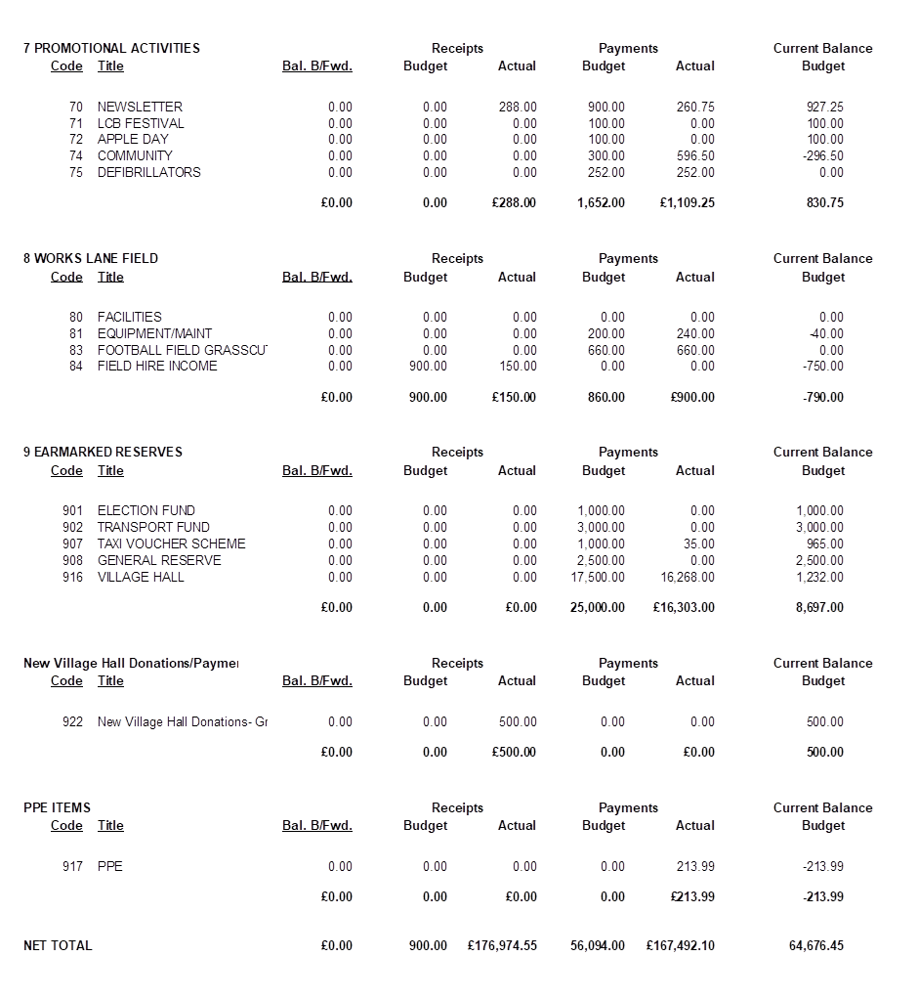 7 PROMOTIONAL ACTIVITIES Receipts Payments Current Balance
Code Title Bal. B/Fwd. Budget Actual Budget Actual Budget
70 NEWSLETTER 0.00 0.00 288.00 900.00 260.75 927.25
71 LCB FESTIVAL 0.00 0.00 0.00 100.00 0.00 100.00
72 APPLE DAY 0.00 0.00 0.00 100.00 0.00 100.00
74 COMMUNITY 0.00 0.00 0.00 300.00 596.50 -296.50
75 DEFIBRILLATORS 0.00 0.00 0.00 252.00 252.00 0.00
£0.00 0.00 £288.00 1,652.00 £1,109.25 830.75
8 WORKS LANE FIELD Receipts Payments Current Balance
Code Title Bal. B/Fwd. Budget Actual Budget Actual Budget
80 FACILITIES 0.00 0.00 0.00 0.00 0.00 0.00
81 EQUIPMENT/MAINT 0.00 0.00 0.00 200.00 240.00 -40.00
83 FOOTBALL FIELD GRASSCUT 0.00 0.00 0.00 660.00 660.00 0.00
84 FIELD HIRE INCOME 0.00 900.00 150.00 0.00 0.00 -750.00
£0.00 900.00 £150.00 860.00 £900.00 -790.00
9 EARMARKED RESERVES Receipts Payments Current Balance
Code Title Bal. B/Fwd. Budget Actual Budget Actual Budget
901 ELECTION FUND 0.00 0.00 0.00 1,000.00 0.00 1,000.00
902 TRANSPORT FUND 0.00 0.00 0.00 3,000.00 0.00 3,000.00
907 TAXI VOUCHER SCHEME 0.00 0.00 0.00 1,000.00 35.00 965.00
908 GENERAL RESERVE 0.00 0.00 0.00 2,500.00 0.00 2,500.00
916 VILLAGE HALL 0.00 0.00 0.00 17,500.00 16,268.00 1,232.00
£0.00 0.00 £0.00 25,000.00 £16,303.00 8,697.00
New Village Hall Donations/Paymer Receipts Payments Current Balance
Code Title Bal. B/Fwd. Budget Actual Budget Actual Budget
922 New Village Hall Donations- Gr 0.00 0.00 500.00 0.00 0.00 500.00
£0.00 0.00 £500.00 0.00 £0.00 500.00
PPE ITEMS Receipts Payments Current Balance
Code Title Bal. B/Fwd. Budget Actual Budget Actual Budget
917 PPE 0.00 0.00 0.00 0.00 213.99 -213.99
£0.00 0.00 £0.00 0.00 £213.99 -213.99
NET TOTAL £0.00 900.00 £176,974.55 56,094.00 £167,492.10 64,676.45